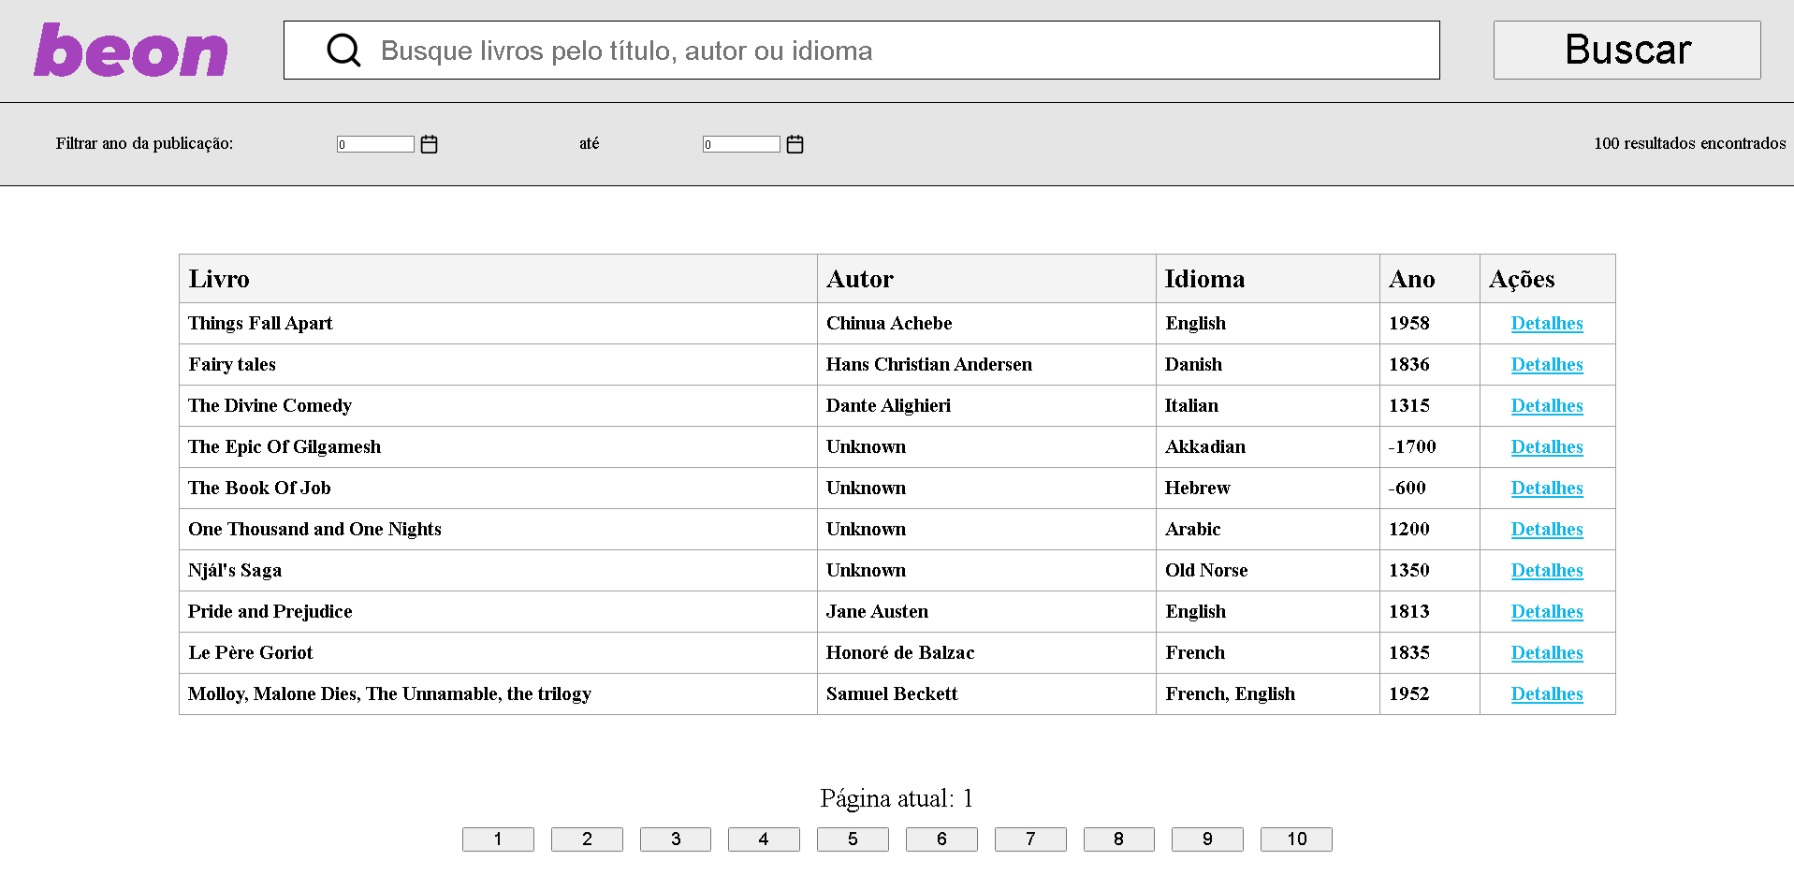 beon
Busque livros pelo título, autor ou idioma
Buscar
Filtrar ano da publicação: 0 até 0 100 resultados encontrados
Livro Autor Idioma Ano Ações
Things Fall Apart Chinua Achebe English 1958 Detalhes
Fairy tales Hans Christian Andersen Danish 1836 Detalhes
The Divine Comedy Dante Alighieri Italian 1315 Detalhes
The Epic Of Gilgamesh Unknown Akkadian -1700 Detalhes
The Book Of Job Unknown Hebrew -600 Detalhes
One Thousand and One Nights Unknown Arabic 1200 Detalhes
Njál's Saga Unknown Old Norse 1350 Detalhes
Pride and Prejudice Jane Austen English 1813 Detalhes
Le Père Goriot Honoré de Balzac French 1835 Detalhes
Molloy, Malone Dies, The Unnamable, the trilogy Samuel Beckett French, English 1952 Detalhes
Página atual: 1
1 2 3 4 5 6 7 8 9 10